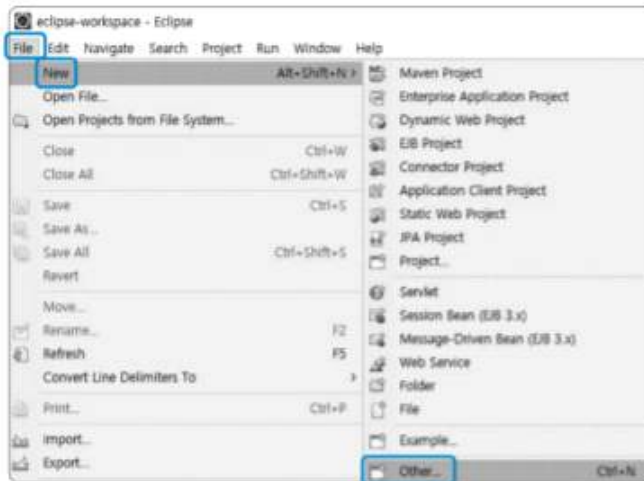 eclipse-workspace - Eclipse
File Edit Navigate Search Project Run Window Help
New Alt+Shift+N >
Open File...
Open Projects from File System...
Close Ctrl+W
Close All Ctrl+Shift+W
Save Ctrl+S
Save As...
Save All Ctrl+Shift+S
Revert
Move...
Rename... F2
Refresh F5
Convert Line Delimiters To >
Print... Ctrl+P
Import...
Export...
Maven Project
Enterprise Application Project
Dynamic Web Project
EJB Project
Connector Project
Application Client Project
Static Web Project
JPA Project
Project...
Servlet
Session Bean (EJB 3.x)
Message-Driven Bean (EJB 3.x)
Web Service
Folder
File
Example...
Other... Ctrl+N